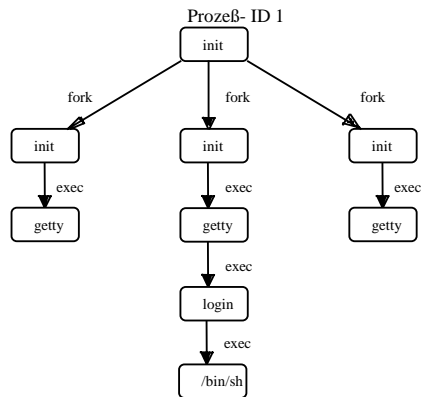 Prozeß- ID 1
init
fork fork fork
init init init
exec exec exec
getty getty getty
exec
login
exec
/bin/sh